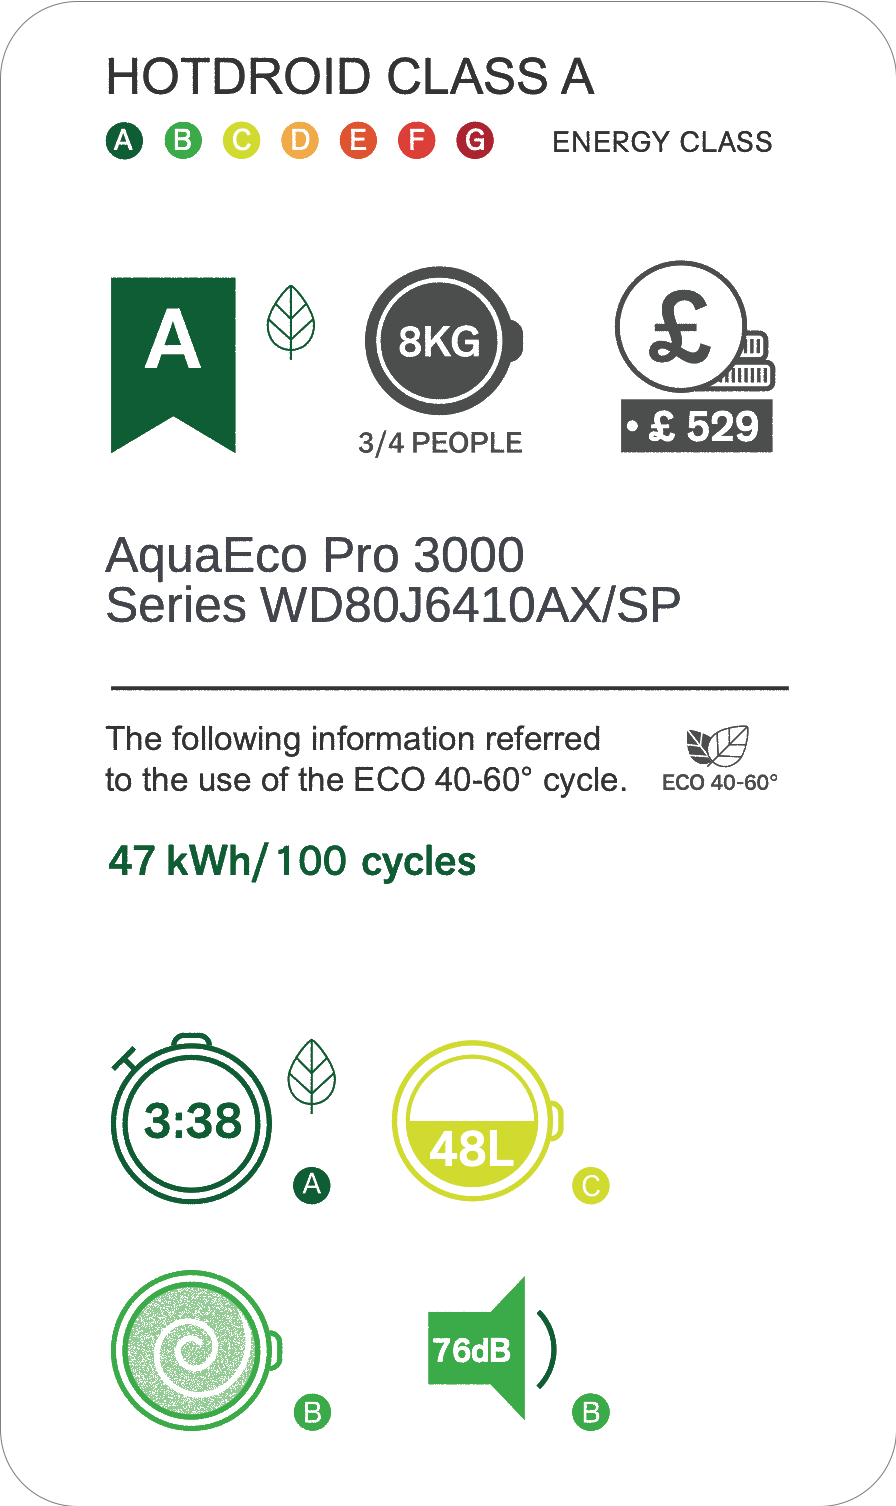 HOTDROID CLASS A
A B C D E F G ENERGY CLASS
A
8KG
3/4 PEOPLE
£
• £ 529
AquaEco Pro 3000
Series WD80J6410AX/SP
The following information referred
to the use of the ECO 40-60° cycle.
ECO 40-60°
47 kWh/100 cycles
3:38
A
48L
C
B
76dB
B